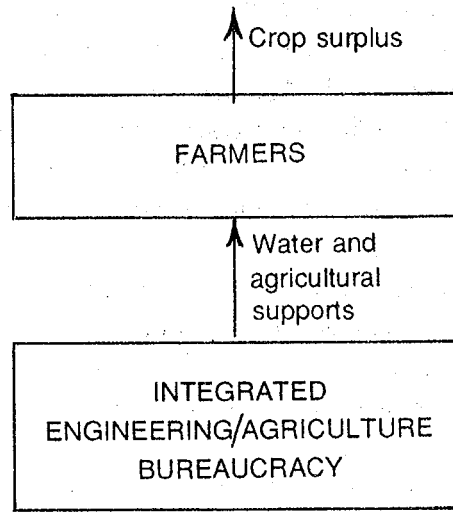 Crop surplus
FARMERS
Water and
agricultural
supports
INTEGRATED
ENGINEERING/AGRICULTURE
BUREAUCRACY